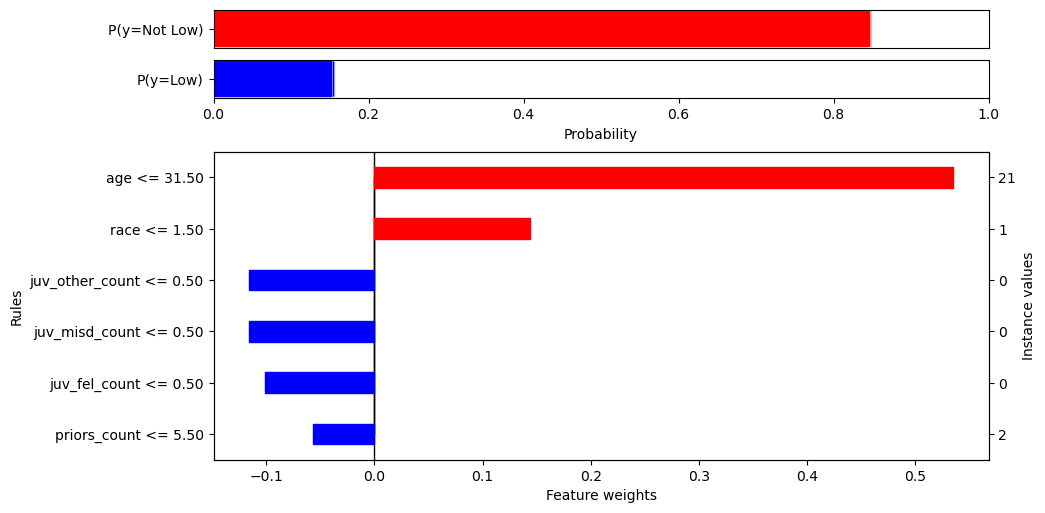 P(y=Not Low)
P(y=Low)
0.0 0.2 0.4 0.6 0.8 1.0
Probability
Rules
age <= 31.50 21
race <= 1.50 1
juv_other_count <= 0.50 0
juv_misd_count <= 0.50 0
juv_fel_count <= 0.50 0
priors_count <= 5.50 2
Instance values
−0.1 0.0 0.1 0.2 0.3 0.4 0.5
Feature weights